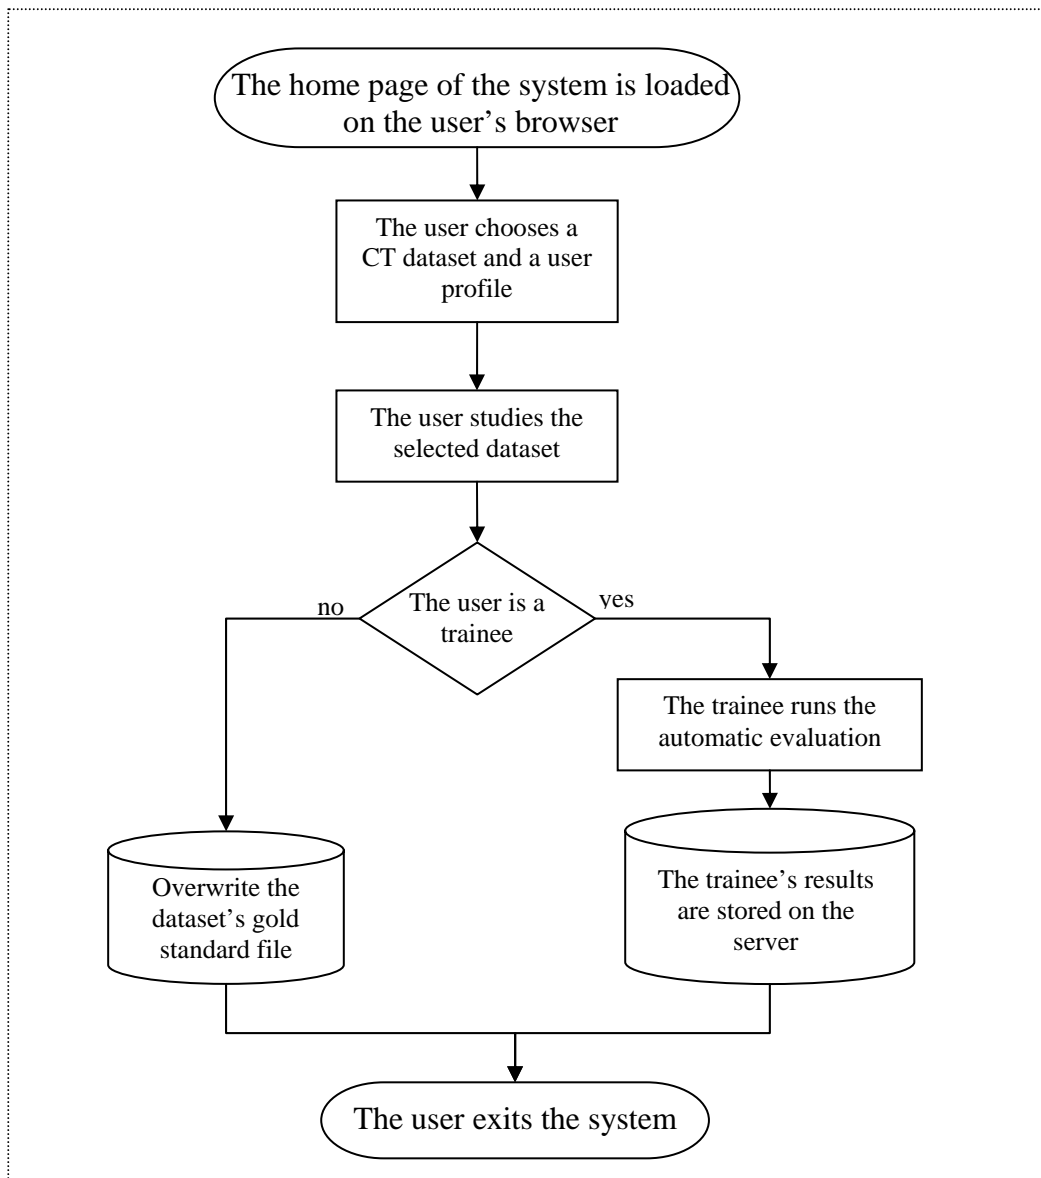 The home page of the system is loaded
on the user’s browser
The user chooses a
CT dataset and a user
profile
The user studies the
selected dataset
The user is a
trainee
no
yes
The trainee runs the
automatic evaluation
Overwrite the
dataset’s gold
standard file
The trainee’s results
are stored on the
server
The user exits the system